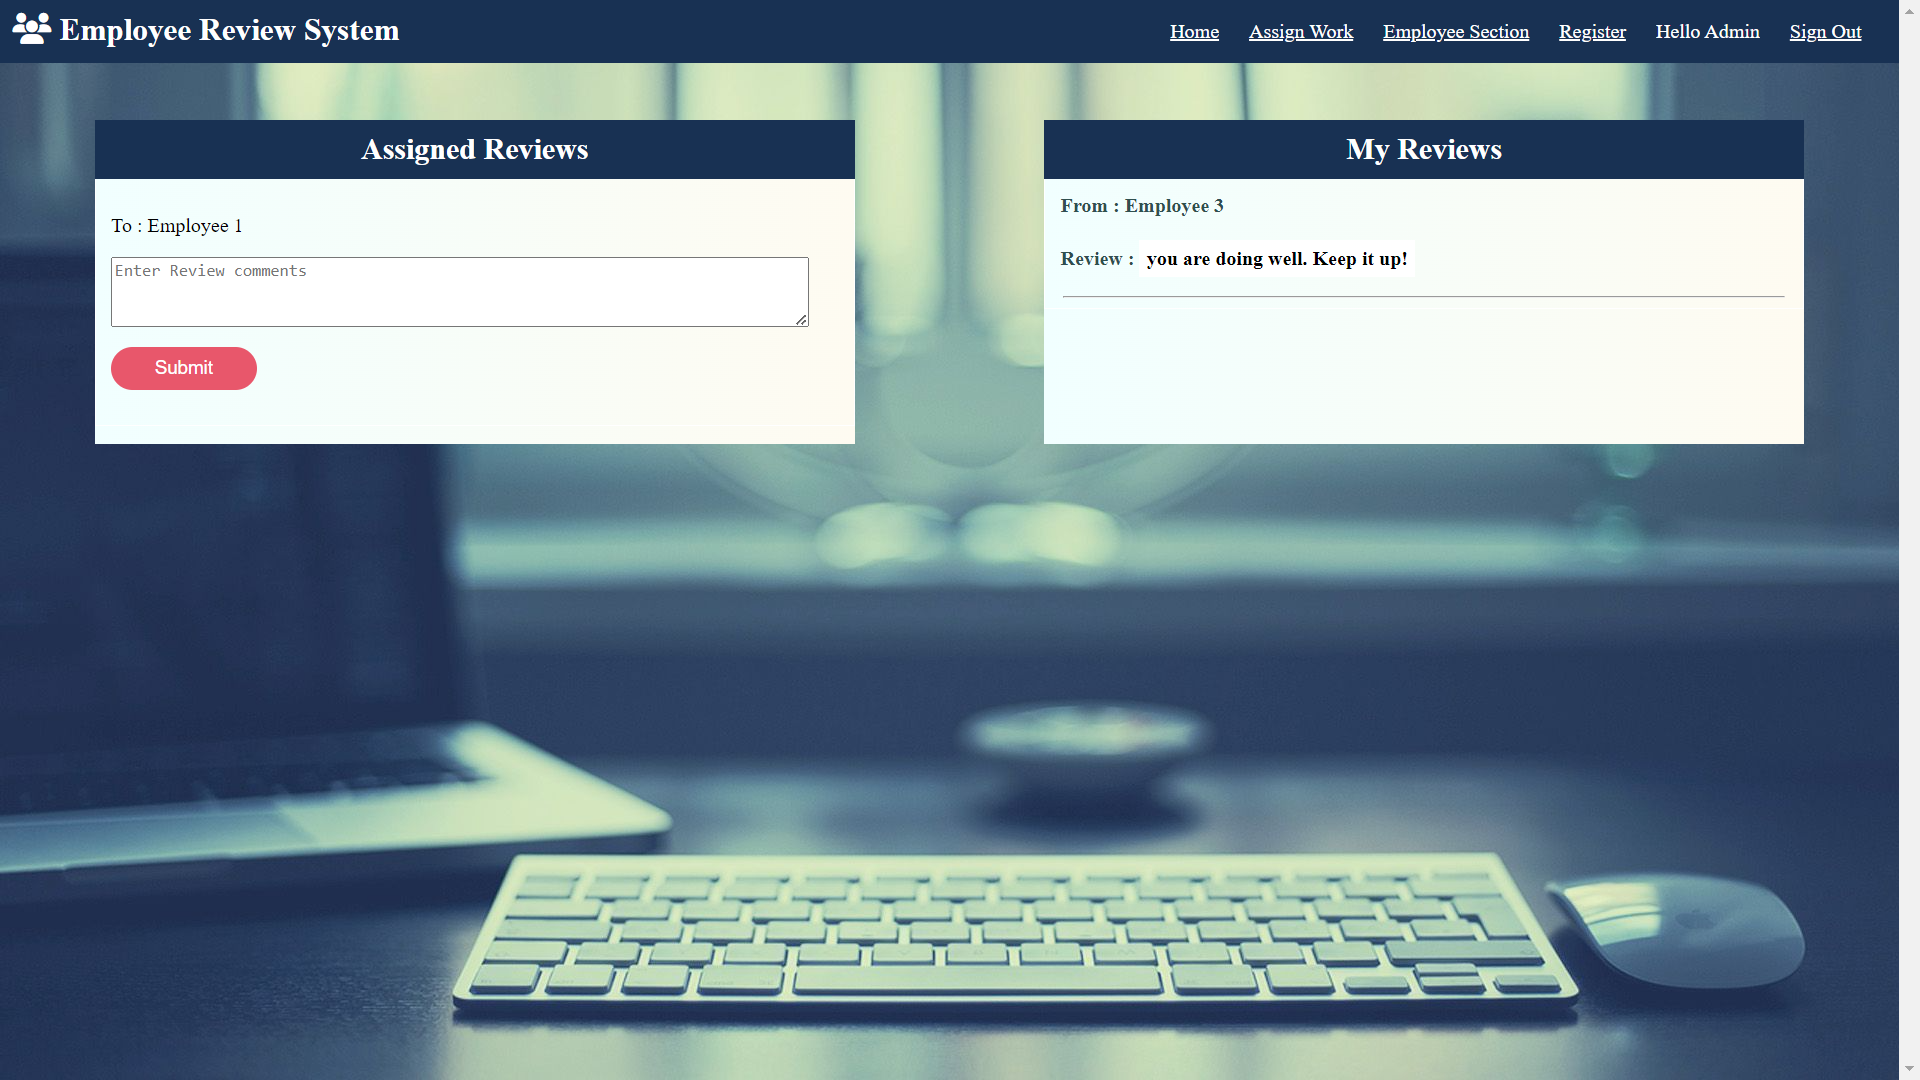 Employee Review System
Home Assign Work Employee Section Register Hello Admin Sign Out
Assigned Reviews
To : Employee 1
Enter Review comments
Submit
My Reviews
From : Employee 3
Review : you are doing well. Keep it up!